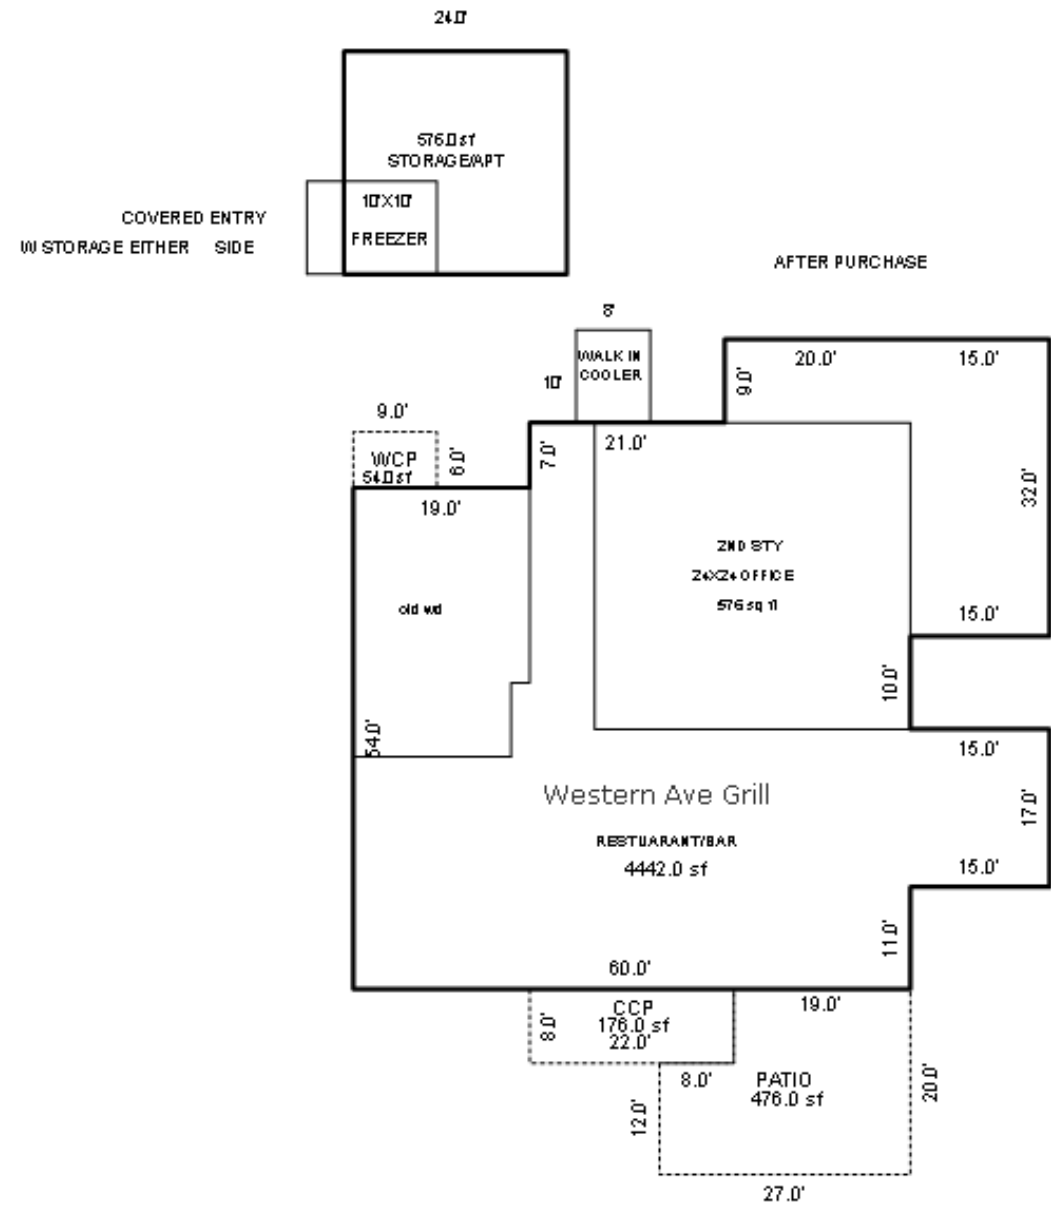 24.0'
576.0 sf
STORAGE/APT
10'X10'
FREEZER
COVERED ENTRY
W/ STORAGE EITHER SIDE
AFTER PURCHASE
8'
WALK IN
COOLER
10'
20.0'
15.0'
9.0'
9.0'
WCP
54.0 sf
6.0'
7.0'
21.0'
19.0'
32.0'
2ND STY
24X24 OFFICE
576 sq ft
old wd
15.0'
10.0'
54.0'
15.0'
Western Ave Grill
17.0'
RESTUARANT/BAR
4442.0 sf
15.0'
11.0'
60.0'
CCP
176.0 sf
22.0'
8.0'
19.0'
8.0'
PATIO
476.0 sf
20.0'
12.0'
27.0'